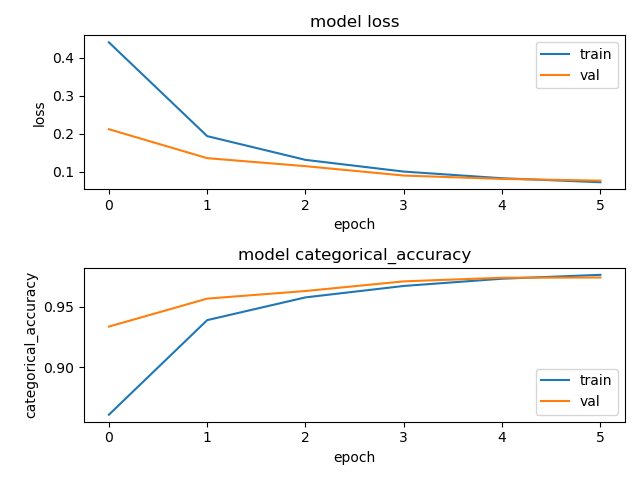 model loss
0.4
0.3
0.2
0.1
loss
train
val
0 1 2 3 4 5
epoch
model categorical_accuracy
0.95
0.90
categorical_accuracy
train
val
0 1 2 3 4 5
epoch